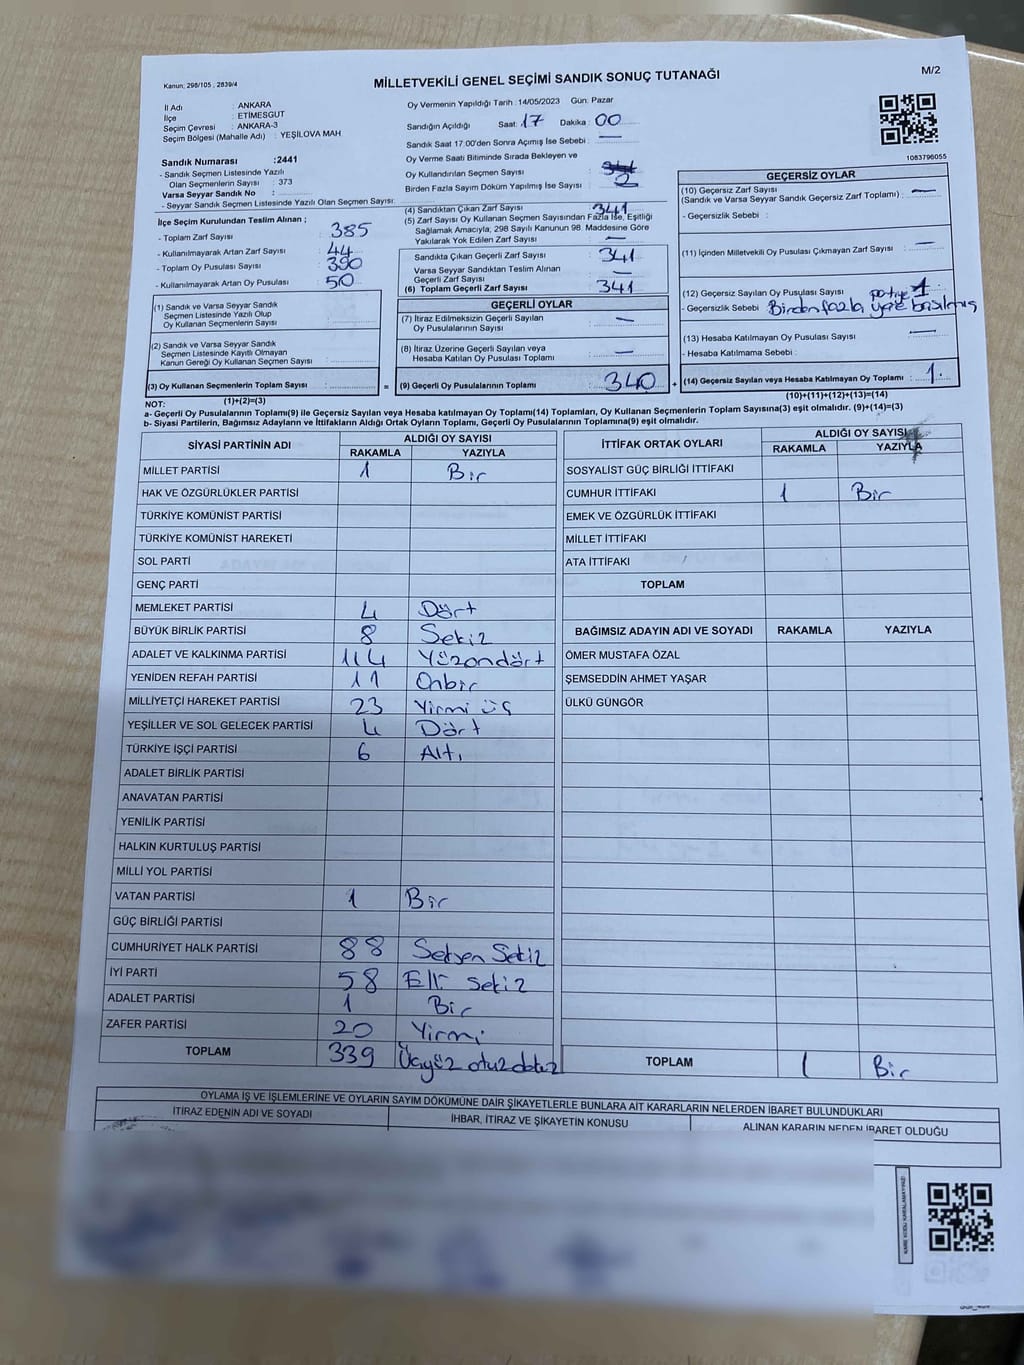 Kanun; 298/105 , 2839/4
MİLLETVEKİLİ GENEL SEÇİMİ SANDIK SONUÇ TUTANAĞI
M/2
İl Adı : ANKARA
İlçe : ETİMESGUT
Seçim Çevresi : ANKARA-3
Seçim Bölgesi (Mahalle Adı) : YEŞİLOVA MAH
Sandık Numarası :2441
- Sandık Seçmen Listesinde Yazılı
Olan Seçmenlerin Sayısı : 373
Varsa Seyyar Sandık No :
- Seyyar Sandık Seçmen Listesinde Yazılı Olan Seçmen Sayısı:
Oy Vermenin Yapıldığı Tarih : 14/05/2023 Gün: Pazar
Sandığın Açıldığı Saat: 17 Dakika : 00
Sandık Saat 17:00'den Sonra Açımış İse Sebebi : —
Oy Verme Saati Bitiminde Sırada Bekleyen ve
Oy Kullandırılan Seçmen Sayısı :
Birden Fazla Sayım Döküm Yapılmış İse Sayısı : 2
1083796055
İlçe Seçim Kurulundan Teslim Alınan ;
- Toplam Zarf Sayısı : 385
- Kullanılmayarak Artan Zarf Sayısı : 44
- Toplam Oy Pusulası Sayısı : 390
- Kullanılmayarak Artan Oy Pusulası : 50
(1) Sandık ve Varsa Seyyar Sandık
Seçmen Listesinde Yazılı Olup
Oy Kullanan Seçmenlerin Sayısı :
(2) Sandık ve Varsa Seyyar Sandık
Seçmen Listesinde Kayıtlı Olmayan
Kanun Gereği Oy Kullanan Seçmen Sayısı :
(3) Oy Kullanan Seçmenlerin Toplam Sayısı : =
(1)+(2)=(3)
(4) Sandıktan Çıkan Zarf Sayısı : 341
(5) Zarf Sayısı Oy Kullanan Seçmen Sayısından Fazla İse, Eşitliği
Sağlamak Amacıyla, 298 Sayılı Kanunun 98. Maddesine Göre
Yakılarak Yok Edilen Zarf Sayısı : —
Sandıkta Çıkan Geçerli Zarf Sayısı : 341
Varsa Seyyar Sandıktan Teslim Alınan
Geçerli Zarf Sayısı : —
(6) Toplam Geçerli Zarf Sayısı : 341
GEÇERLİ OYLAR
(7) İtiraz Edilmeksizin Geçerli Sayılan
Oy Pusulalarının Sayısı : —
(8) İtiraz Üzerine Geçerli Sayılan veya
Hesaba Katılan Oy Pusulası Toplamı : —
(9) Geçerli Oy Pusulalarının Toplamı : 340 +
GEÇERSİZ OYLAR
(10) Geçersiz Zarf Sayısı
(Sandık ve Varsa Seyyar Sandık Geçersiz Zarf Toplamı) : —
- Geçersizlik Sebebi :
(11) İçinden Milletvekili Oy Pusulası Çıkmayan Zarf Sayısı : —
(12) Geçersiz Sayılan Oy Pusulası Sayısı : 1
- Geçersizlik Sebebi : Birden fazla partiye yere basılmış
(13) Hesaba Katılmayan Oy Pusulası Sayısı : —
- Hesaba Katılmama Sebebi :
(14) Geçersiz Sayılan veya Hesaba Katılmayan Oy Toplamı : 1
(10)+(11)+(12)+(13)=(14)
NOT:
a- Geçerli Oy Pusulalarının Toplamı(9) ile Geçersiz Sayılan veya Hesaba katılmayan Oy Toplamı(14) Toplamları, Oy Kullanan Seçmenlerin Toplam Sayısına(3) eşit olmalıdır. (9)+(14)=(3)
b- Siyasi Partilerin, Bağımsız Adayların ve İttifakların Aldığı Ortak Oyların Toplamı, Geçerli Oy Pusulalarının Toplamına(9) eşit olmalıdır.
SİYASİ PARTİNİN ADI ALDIĞI OY SAYISI
RAKAMLA YAZIYLA
MİLLET PARTİSİ 1 Bir
HAK VE ÖZGÜRLÜKLER PARTİSİ
TÜRKİYE KOMÜNİST PARTİSİ
TÜRKİYE KOMÜNİST HAREKETİ
SOL PARTİ
GENÇ PARTİ
MEMLEKET PARTİSİ 4 Dört
BÜYÜK BİRLİK PARTİSİ 8 Sekiz
ADALET VE KALKINMA PARTİSİ 114 Yüzondört
YENİDEN REFAH PARTİSİ 11 Onbir
MİLLİYETÇİ HAREKET PARTİSİ 23 Yirmi üç
YEŞİLLER VE SOL GELECEK PARTİSİ 4 Dört
TÜRKİYE İŞÇİ PARTİSİ 6 Altı
ADALET BİRLİK PARTİSİ
ANAVATAN PARTİSİ
YENİLİK PARTİSİ
HALKIN KURTULUŞ PARTİSİ
MİLLİ YOL PARTİSİ
VATAN PARTİSİ 1 Bir
GÜÇ BİRLİĞİ PARTİSİ
CUMHURİYET HALK PARTİSİ 88 Seksen Sekiz
İYİ PARTİ 58 Elli Sekiz
ADALET PARTİSİ 1 Bir
ZAFER PARTİSİ 20 Yirmi
TOPLAM 339 Üçyüz otuz dokuz
İTTİFAK ORTAK OYLARI ALDIĞI OY SAYISI
RAKAMLA YAZIYLA
SOSYALİST GÜÇ BİRLİĞİ İTTİFAKI
CUMHUR İTTİFAKI 1 Bir
EMEK VE ÖZGÜRLÜK İTTİFAKI
MİLLET İTTİFAKI
ATA İTTİFAKI
TOPLAM
BAĞIMSIZ ADAYIN ADI VE SOYADI RAKAMLA YAZIYLA
ÖMER MUSTAFA ÖZAL
ŞEMSEDDİN AHMET YAŞAR
ÜLKÜ GÜNGÖR
TOPLAM 1 Bir
OYLAMA İŞ VE İŞLEMLERİNE VE OYLARIN SAYIM DÖKÜMÜNE DAİR ŞİKAYETLERLE BUNLARA AİT KARARLARIN NELERDEN İBARET BULUNDUKLARI
İTİRAZ EDENİN ADI VE SOYADI İHBAR, İTİRAZ VE ŞİKAYETİN KONUSU ALINAN KARARIN NEDEN İBARET OLDUĞU